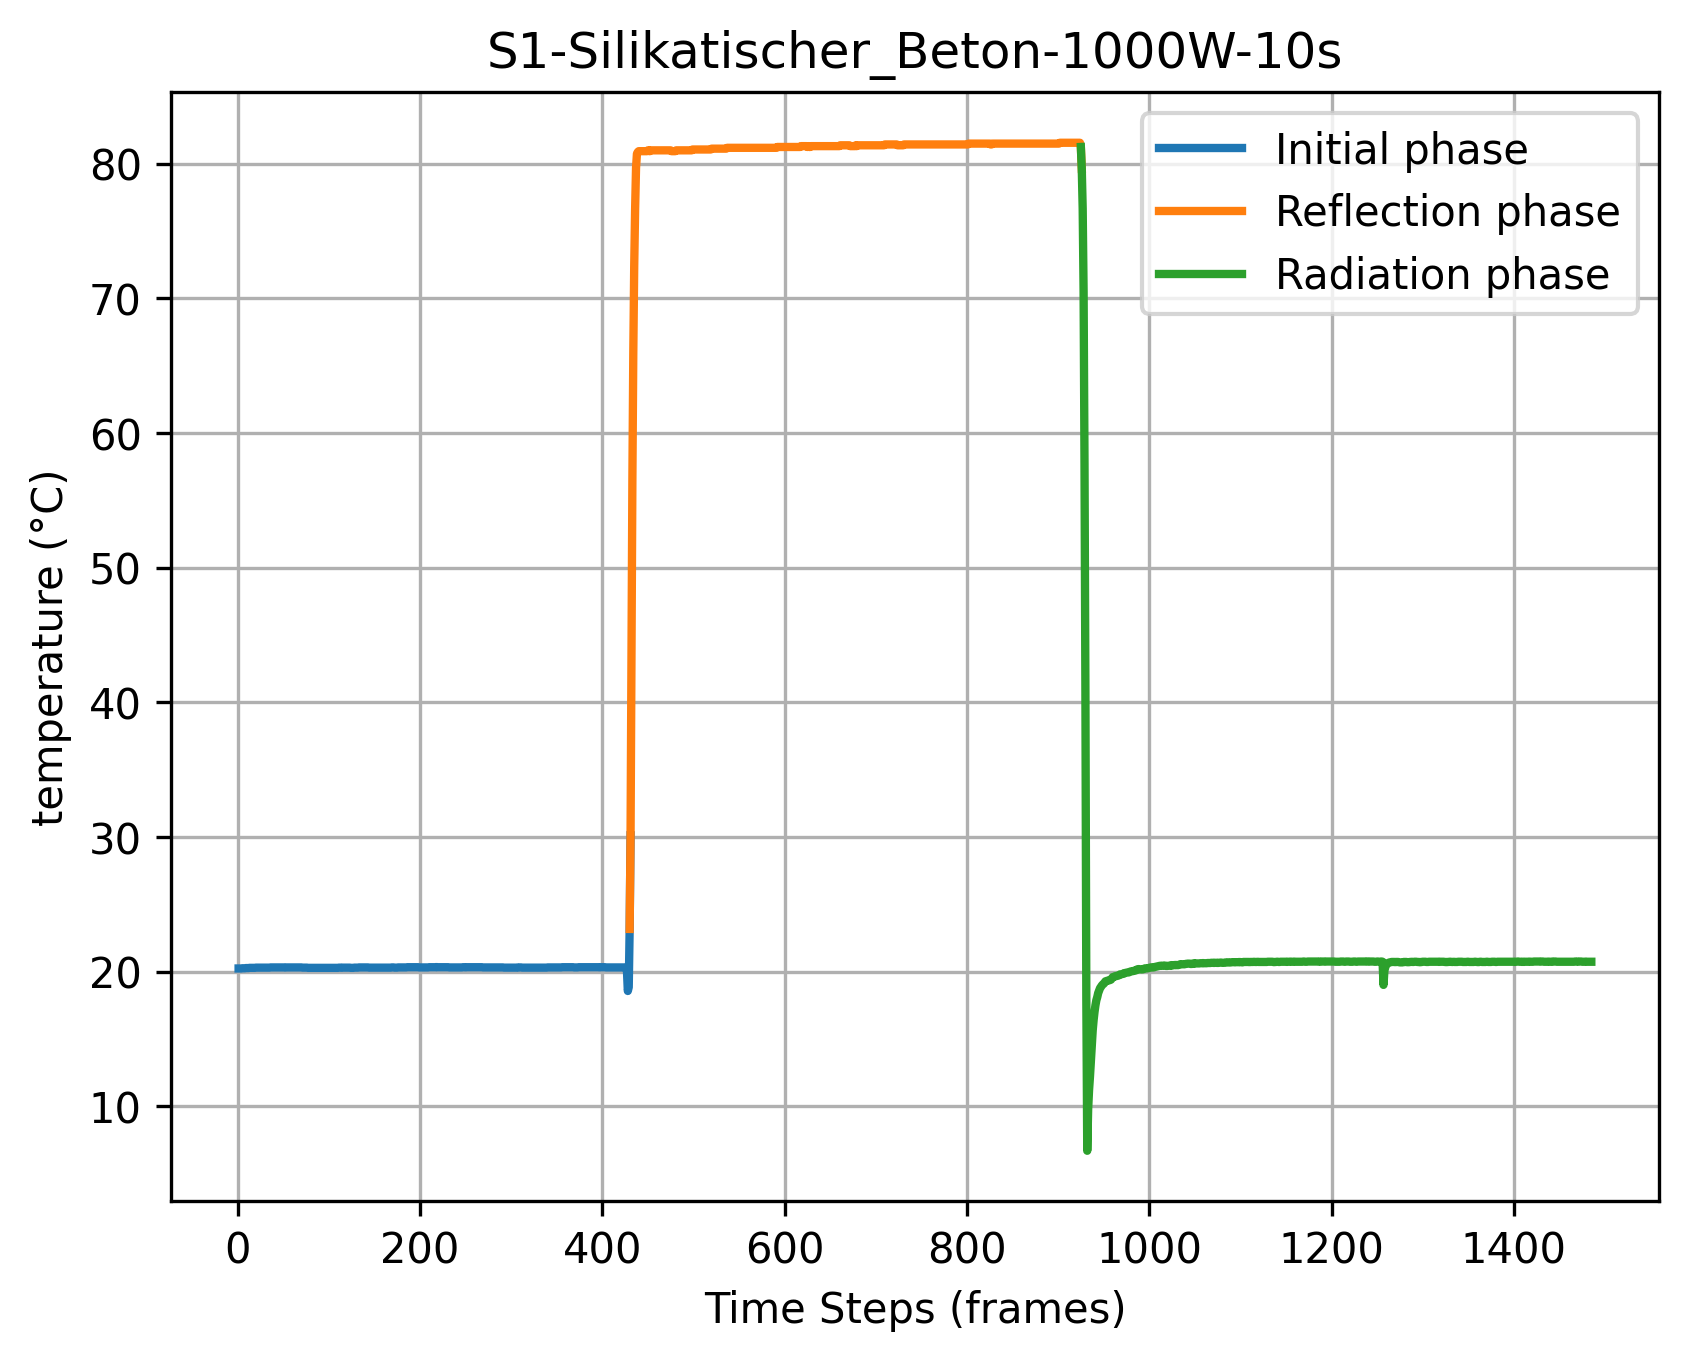 S1-Silikatischer_Beton-1000W-10s
Initial phase
Reflection phase
Radiation phase
temperature (°C)
80
70
60
50
40
30
20
10
0 200 400 600 800 1000 1200 1400
Time Steps (frames)